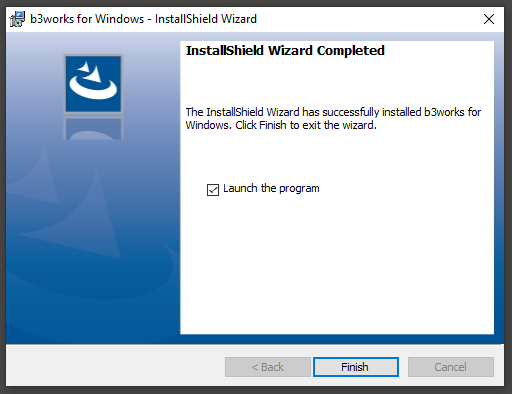 b3works for Windows - InstallShield Wizard
InstallShield Wizard Completed
The InstallShield Wizard has successfully installed b3works for
Windows. Click Finish to exit the wizard.
Launch the program
< Back
Finish
Cancel